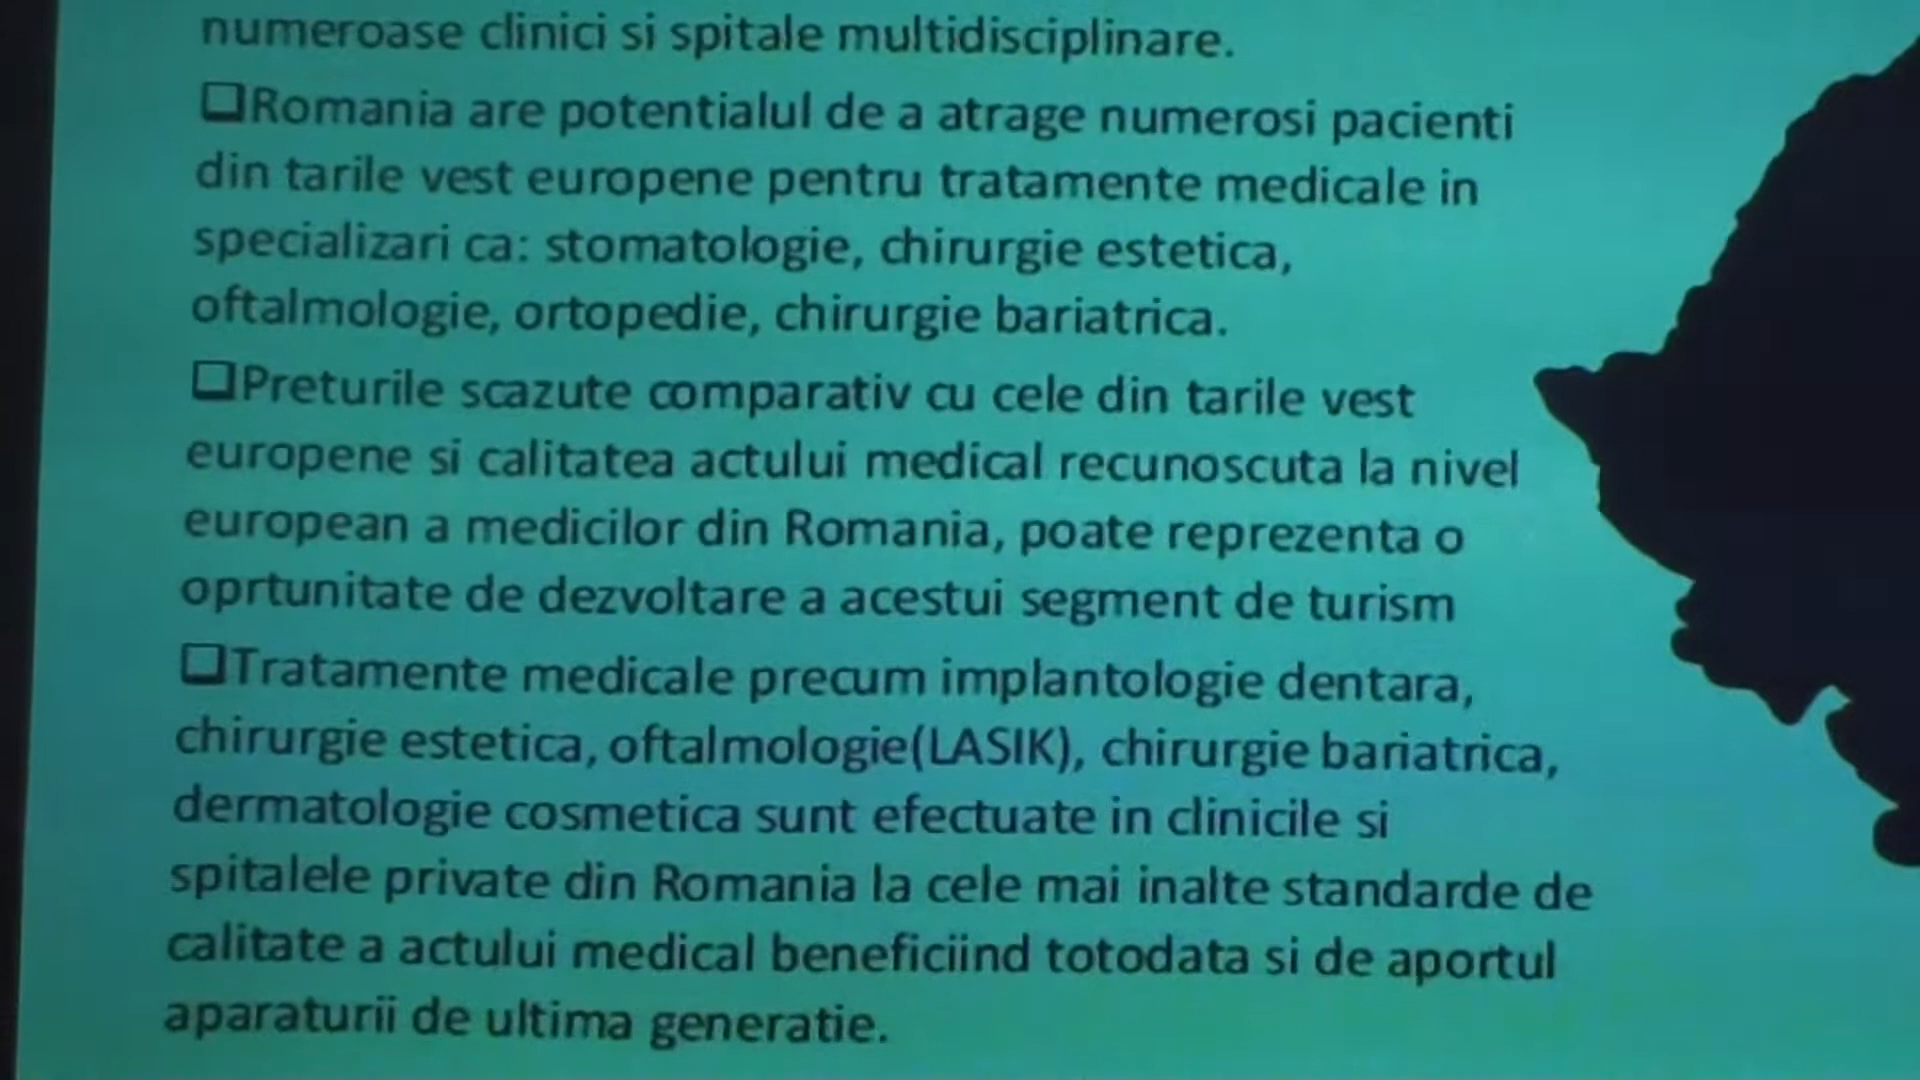 numeroase clinici si spitale multidisciplinare.
❑Romania are potentialul de a atrage numerosi pacienti
din tarile vest europene pentru tratamente medicale in
specializari ca: stomatologie, chirurgie estetica,
oftalmologie, ortopedie, chirurgie bariatrica.
❑Preturile scazute comparativ cu cele din tarile vest
europene si calitatea actului medical recunoscuta la nivel
european a medicilor din Romania, poate reprezenta o
oprtunitate de dezvoltare a acestui segment de turism
❑Tratamente medicale precum implantologie dentara,
chirurgie estetica, oftalmologie(LASIK), chirurgie bariatrica,
dermatologie cosmetica sunt efectuate in clinicile si
spitalele private din Romania la cele mai inalte standarde de
calitate a actului medical beneficiind totodata si de aportul
aparaturii de ultima generatie.